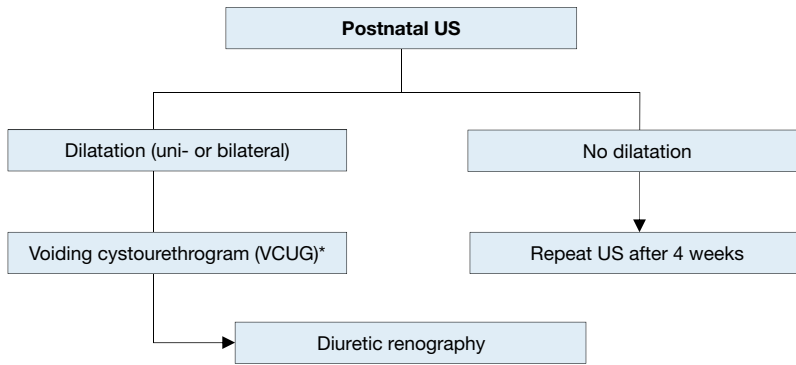 Postnatal US
Dilatation (uni- or bilateral)
No dilatation
Voiding cystourethrogram (VCUG)*
Repeat US after 4 weeks
Diuretic renography